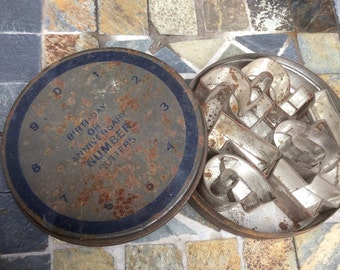 0 1 2 3 4 5 6 7 8 9
BIRTHDAY
OR
ANNIVERSARY
NUMBER
CUTTERS